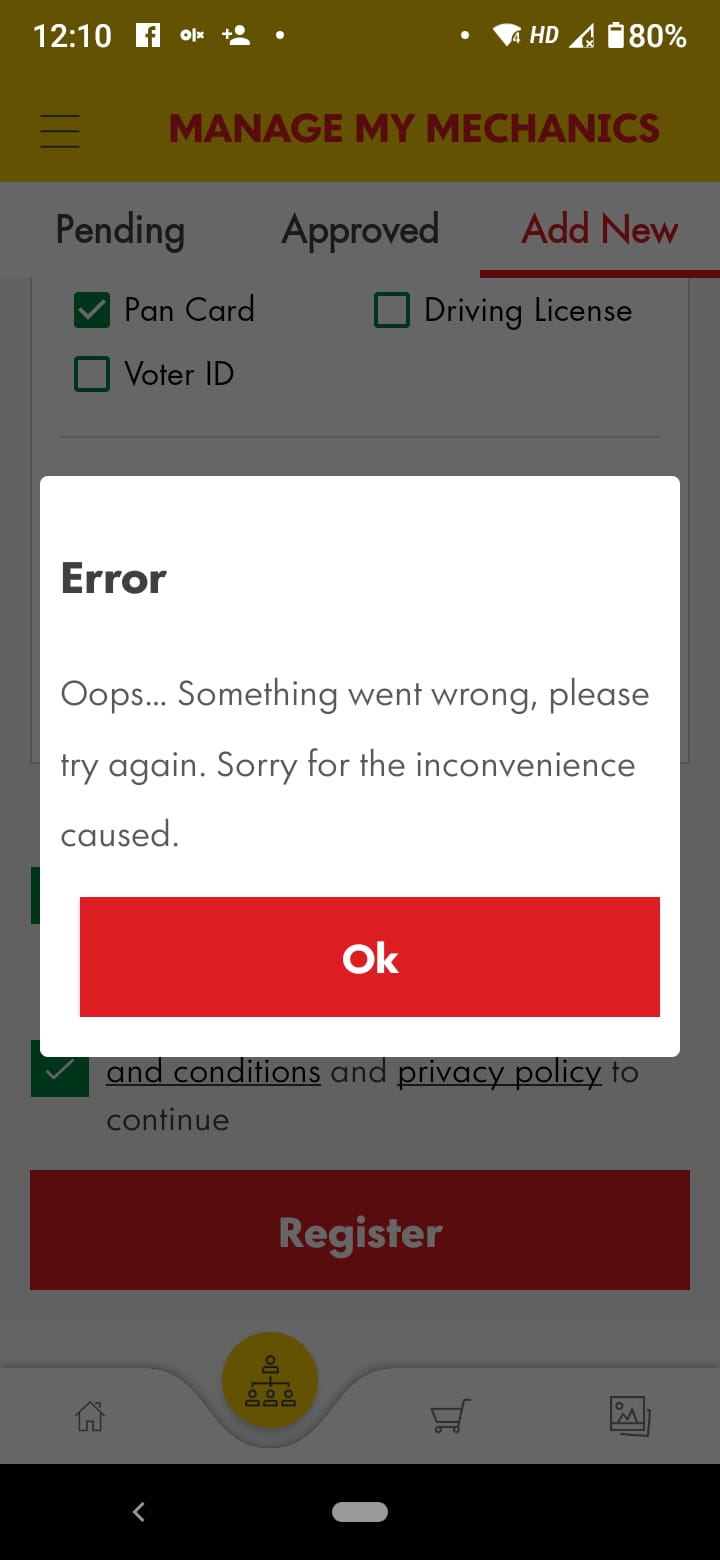 12:10 olx 4 HD 80%
MANAGE MY MECHANICS
Pending Approved Add New
Pan Card Driving License
Voter ID
Error
Oops... Something went wrong, please
try again. Sorry for the inconvenience
caused.
Ok
and conditions and privacy policy to
continue
Register